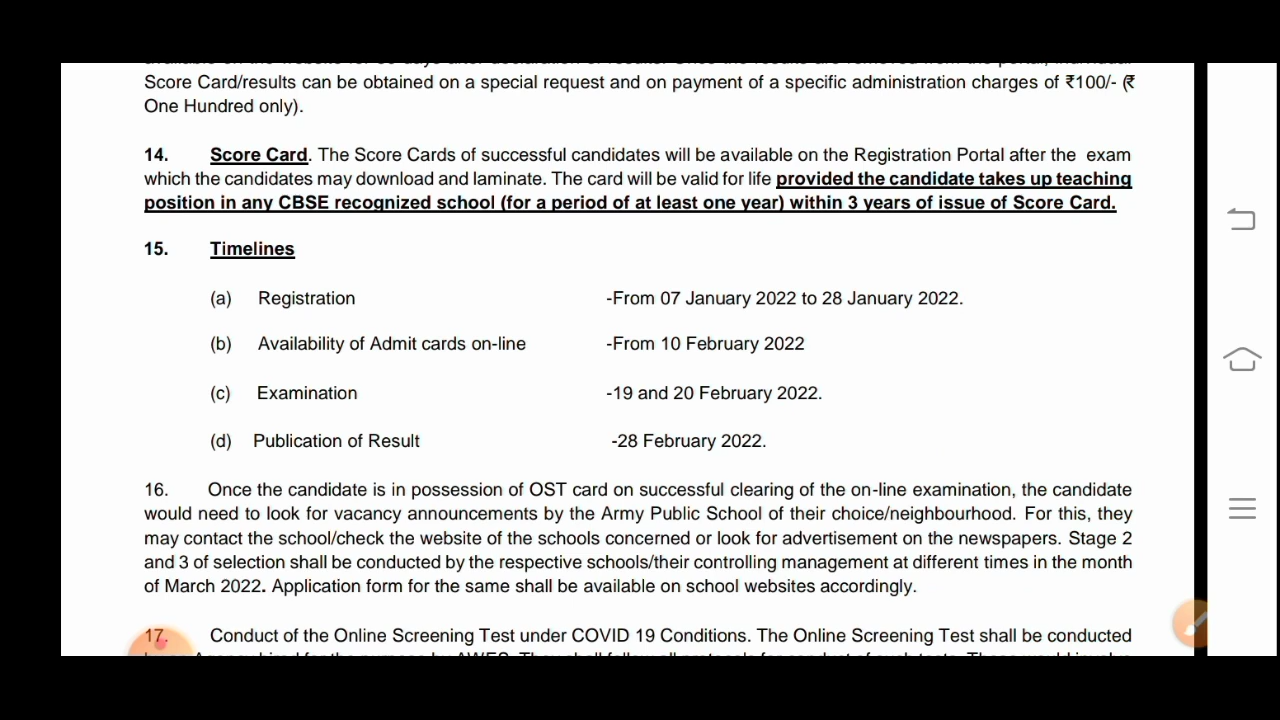 Score Card/results can be obtained on a special request and on payment of a specific administration charges of ₹100/- (₹
One Hundred only).
14. Score Card. The Score Cards of successful candidates will be available on the Registration Portal after the exam
which the candidates may download and laminate. The card will be valid for life provided the candidate takes up teaching
position in any CBSE recognized school (for a period of at least one year) within 3 years of issue of Score Card.
15. Timelines
(a) Registration -From 07 January 2022 to 28 January 2022.
(b) Availability of Admit cards on-line -From 10 February 2022
(c) Examination -19 and 20 February 2022.
(d) Publication of Result -28 February 2022.
16. Once the candidate is in possession of OST card on successful clearing of the on-line examination, the candidate
would need to look for vacancy announcements by the Army Public School of their choice/neighbourhood. For this, they
may contact the school/check the website of the schools concerned or look for advertisement on the newspapers. Stage 2
and 3 of selection shall be conducted by the respective schools/their controlling management at different times in the month
of March 2022. Application form for the same shall be available on school websites accordingly.
17. Conduct of the Online Screening Test under COVID 19 Conditions. The Online Screening Test shall be conducted